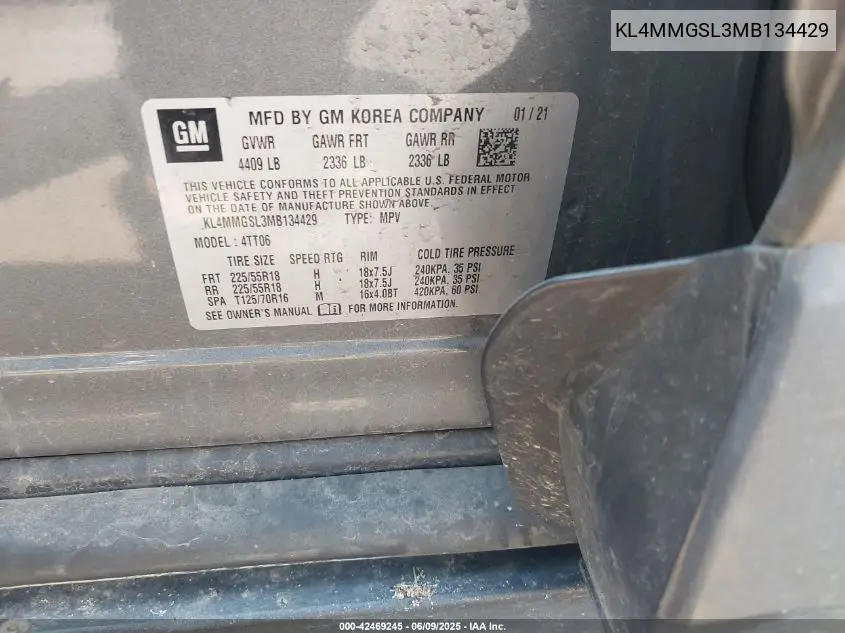 KL4MMGSL3MB134429
GM MFD BY GM KOREA COMPANY 01/21
GVWR GAWR FRT GAWR RR
4409 LB 2336 LB 2336 LB
THIS VEHICLE CONFORMS TO ALL APPLICABLE U.S. FEDERAL MOTOR
VEHICLE SAFETY AND THEFT PREVENTION STANDARDS IN EFFECT
ON THE DATE OF MANUFACTURE SHOWN ABOVE.
KL4MMGSL3MB134429 TYPE: MPV
MODEL: 4TT06
TIRE SIZE SPEED RTG RIM COLD TIRE PRESSURE
FRT 225/55R18 H 18x7.5J 240KPA, 35 PSI
RR 225/55R18 H 18x7.5J 240KPA, 35 PSI
SPA T125/70R16 M 16x4.0BT 420KPA, 60 PSI
SEE OWNER'S MANUAL FOR MORE INFORMATION.
000-42469245 - 06/09/2025 - IAA Inc.